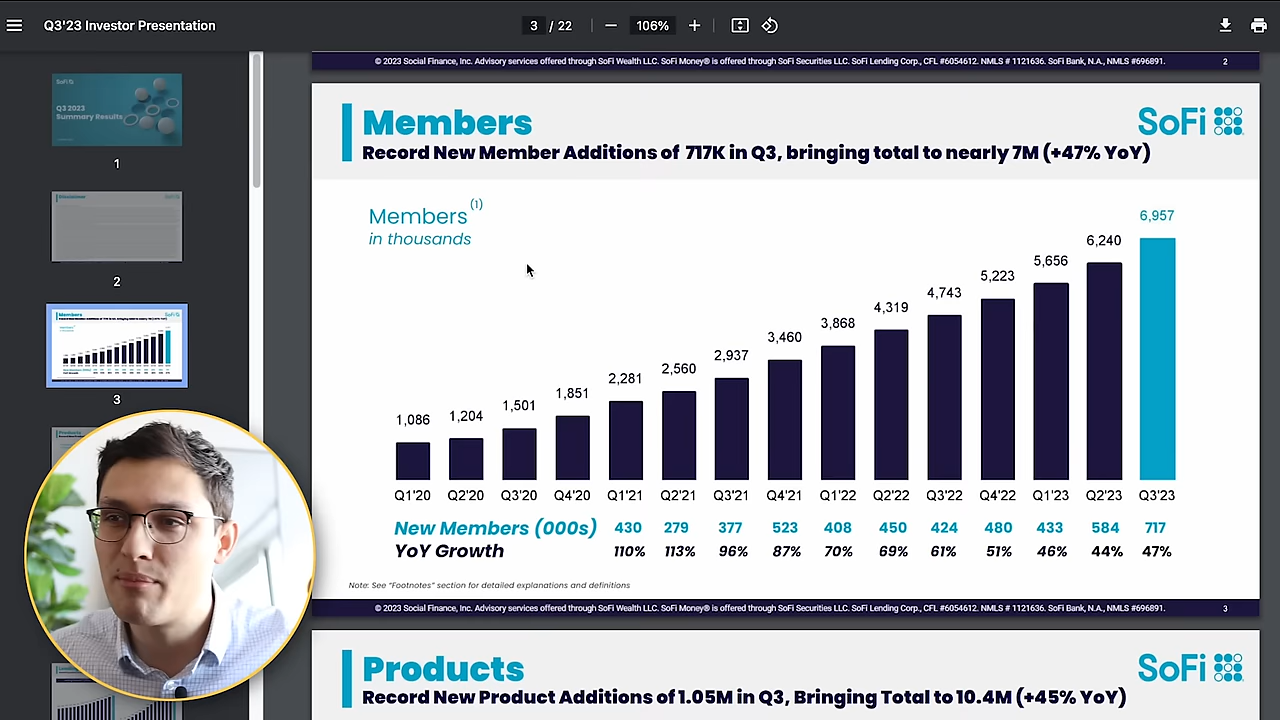 Q3'23 Investor Presentation
3 / 22
106%
© 2023 Social Finance, Inc. Advisory services offered through SoFi Wealth LLC. SoFi Money® is offered through SoFi Securities LLC. SoFi Lending Corp., CFL #6054612. NMLS # 1121636. SoFi Bank, N.A., NMLS #696891.
2
SoFi
Q3 2023
Summary Results
1
2
3
Members
SoFi
Record New Member Additions of 717K in Q3, bringing total to nearly 7M (+47% YoY)
Members (1)
in thousands
1,086
1,204
1,501
1,851
2,281
2,560
2,937
3,460
3,868
4,319
4,743
5,223
5,656
6,240
6,957
Q1'20 Q2'20 Q3'20 Q4'20 Q1'21 Q2'21 Q3'21 Q4'21 Q1'22 Q2'22 Q3'22 Q4'22 Q1'23 Q2'23 Q3'23
New Members (000s) 430 279 377 523 408 450 424 480 433 584 717
YoY Growth 110% 113% 96% 87% 70% 69% 61% 51% 46% 44% 47%
Note: See "Footnotes" section for detailed explanations and definitions
© 2023 Social Finance, Inc. Advisory services offered through SoFi Wealth LLC. SoFi Money® is offered through SoFi Securities LLC. SoFi Lending Corp., CFL #6054612. NMLS # 1121636. SoFi Bank, N.A., NMLS #696891.
3
Products
SoFi
Record New Product Additions of 1.05M in Q3, Bringing Total to 10.4M (+45% YoY)